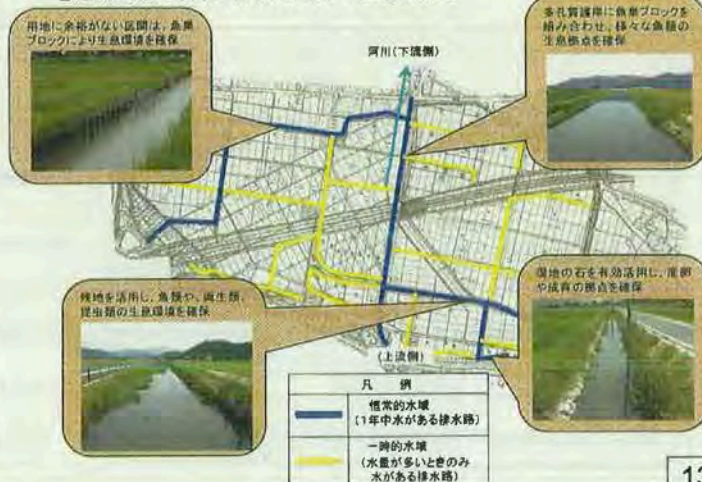 用地に余裕がない区間は、魚巣
ブロックにより生息環境を確保
多孔質護岸に魚巣ブロックを
組み合わせ、様々な魚類の
生息拠点を確保
河川(下流側)
残地を活用し、魚類や、両生類、
昆虫類の生息環境を確保
現地の石を有効活用し、産卵
や成育の拠点を確保
(上流側)
凡 例
恒常的水域
(1年中水がある排水路)
一時的水域
(水量が多いときのみ
水がある排水路)